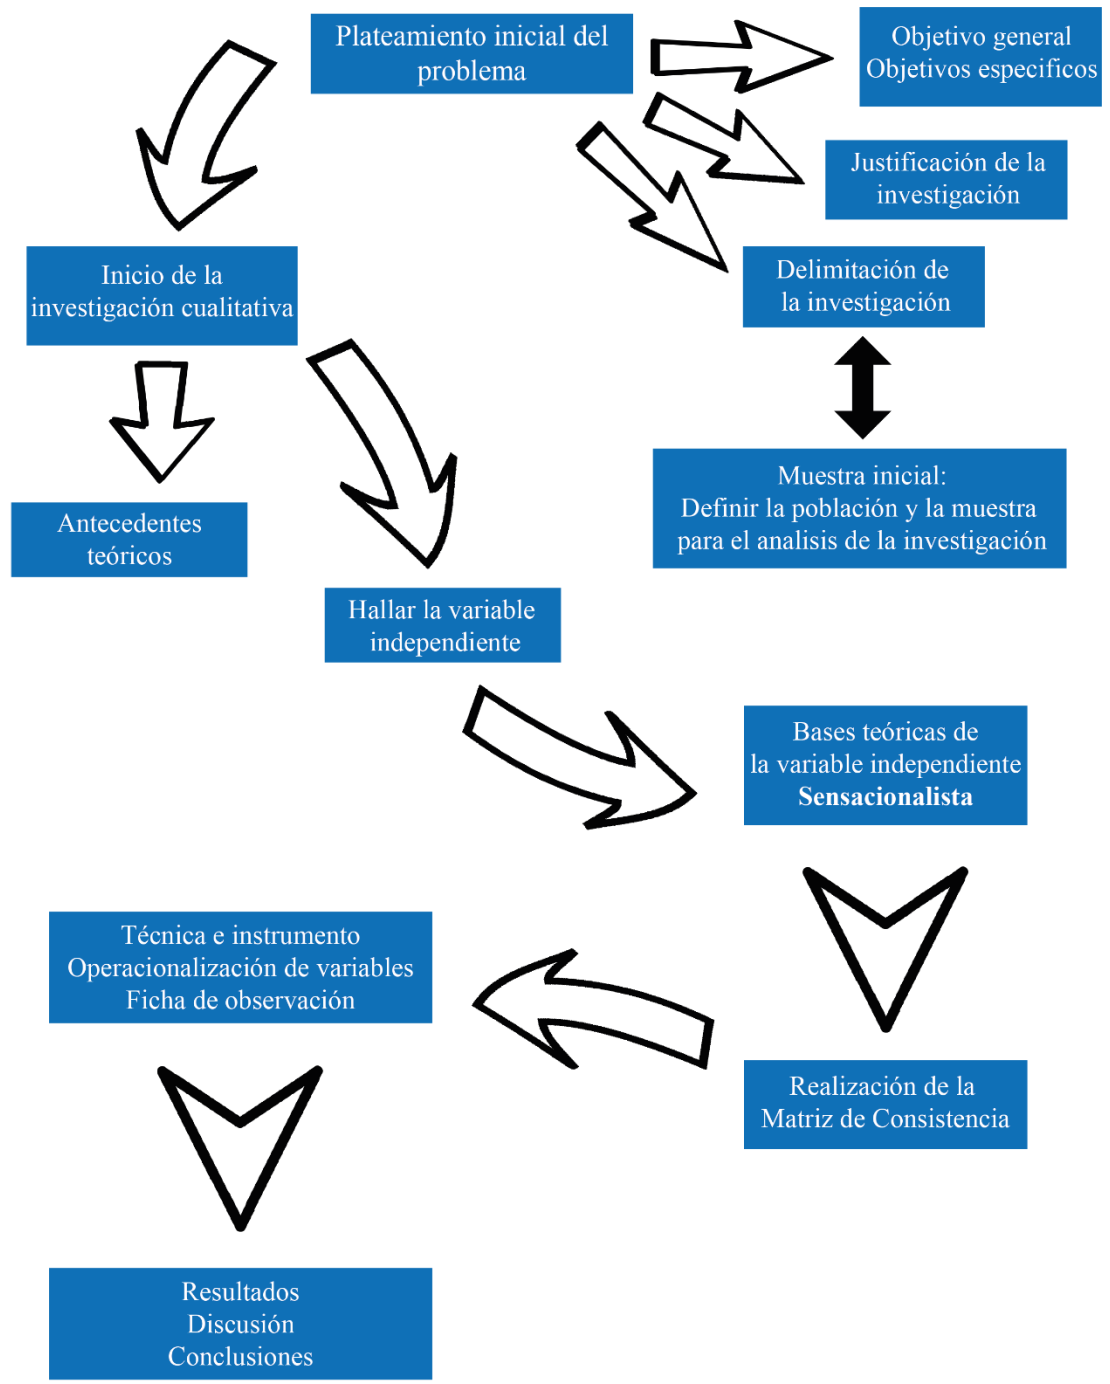 Plateamiento inicial del
problema
Objetivo general
Objetivos especificos
Justificación de la
investigación
Inicio de la
investigación cualitativa
Delimitación de
la investigación
Muestra inicial:
Definir la población y la muestra
para el analisis de la investigación
Antecedentes
teóricos
Hallar la variable
independiente
Bases teóricas de
la variable independiente
Sensacionalista
Técnica e instrumento
Operacionalización de variables
Ficha de observación
Realización de la
Matriz de Consistencia
Resultados
Discusión
Conclusiones